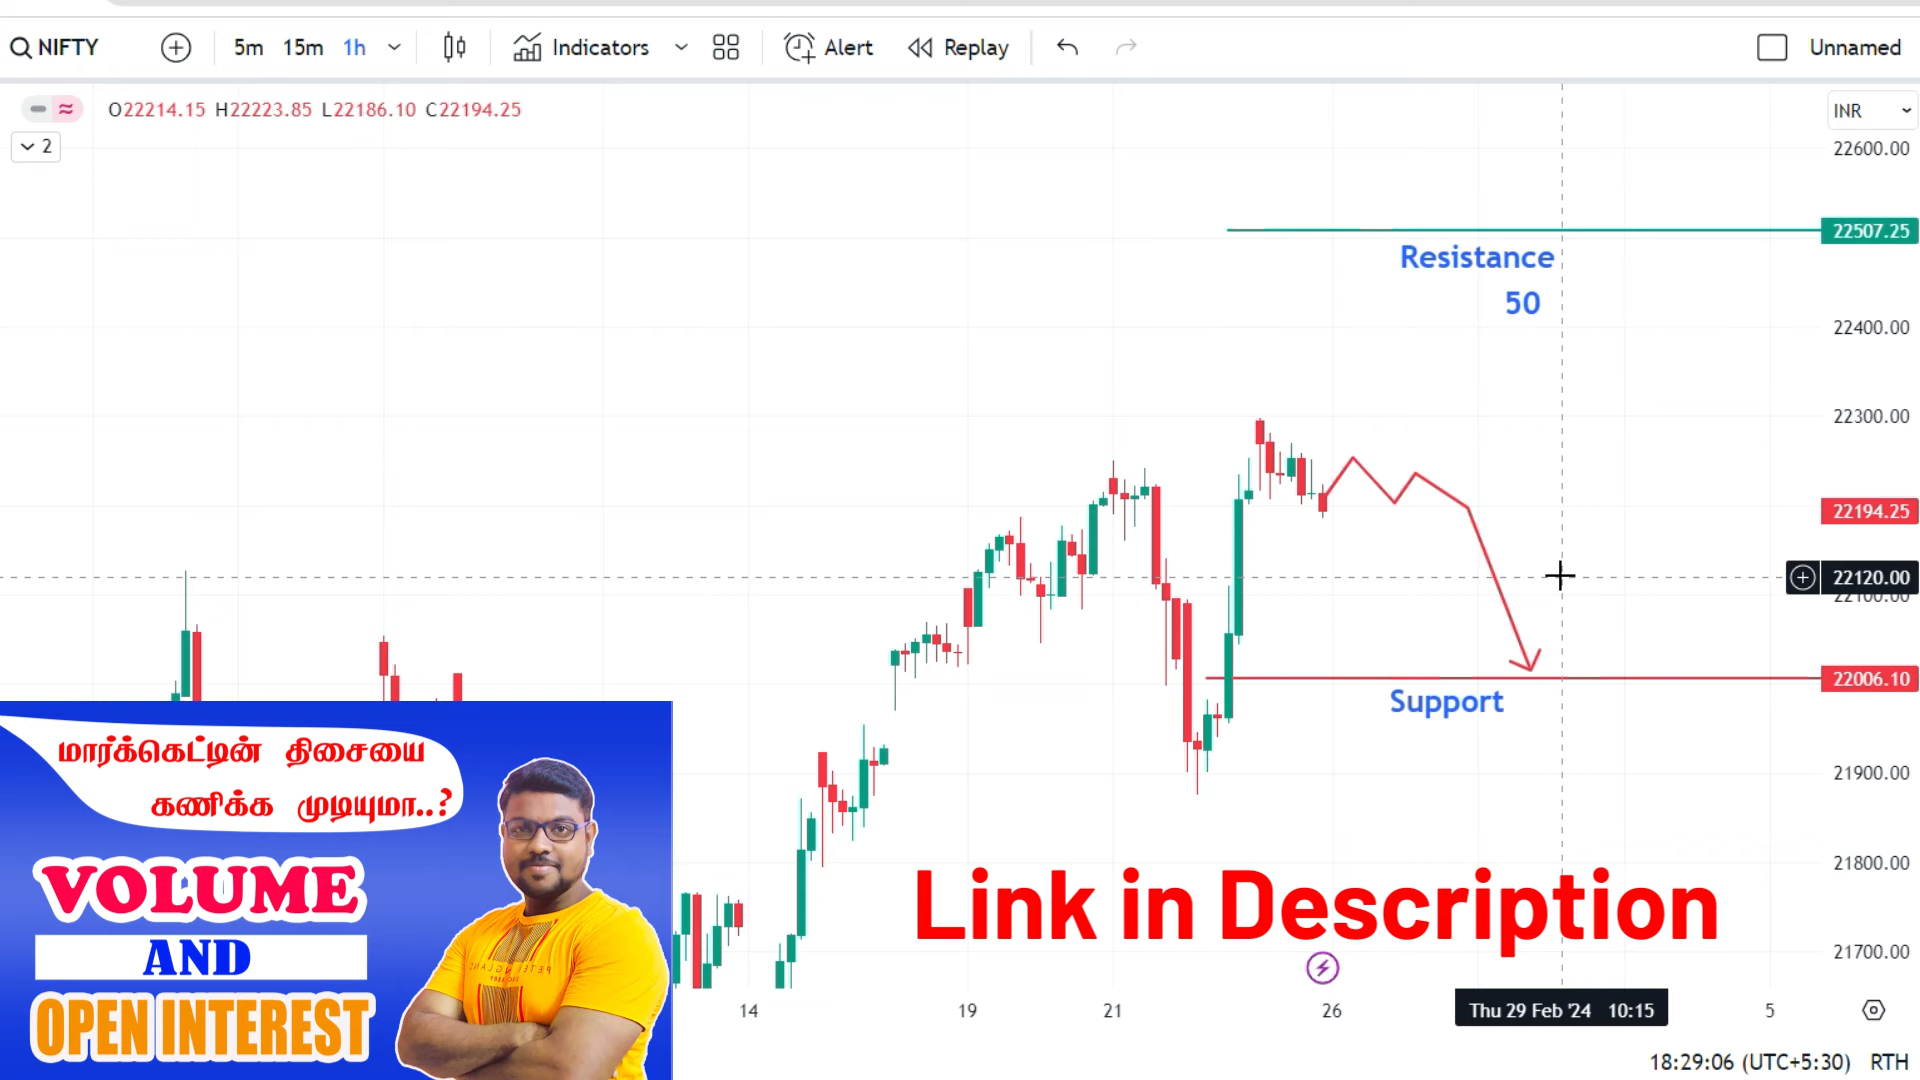 NIFTY 5m 15m 1h Indicators Alert Replay Unnamed
O22214.15 H22223.85 L22186.10 C22194.25
INR
2
22600.00
22507.25
Resistance
50
22400.00
22300.00
22194.25
22120.00
22100.00
22006.10
Support
21900.00
21800.00
21700.00
மார்க்கெட்டின் திசையை
கணிக்க முடியுமா..?
VOLUME
AND
OPEN INTEREST
Link in Description
14 19 21 26 Thu 29 Feb '24 10:15 5
18:29:06 (UTC+5:30) RTH